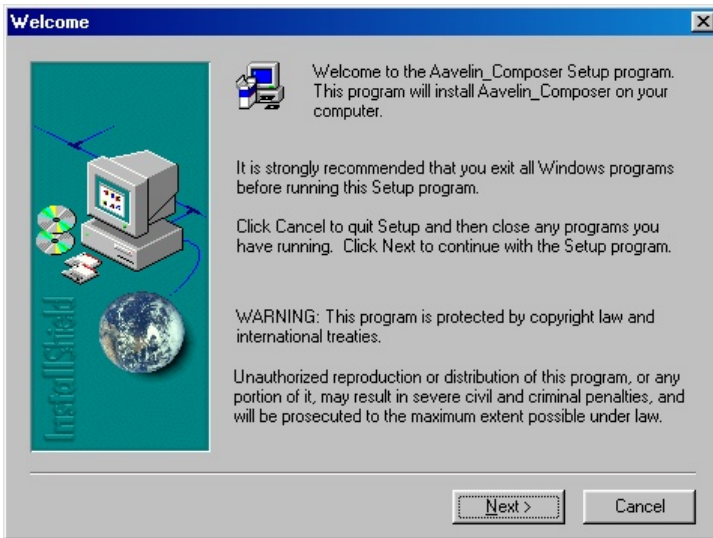 Welcome
Welcome to the Aavelin_Composer Setup program.
This program will install Aavelin_Composer on your
computer.
It is strongly recommended that you exit all Windows programs
before running this Setup program.
Click Cancel to quit Setup and then close any programs you
have running. Click Next to continue with the Setup program.
WARNING: This program is protected by copyright law and
international treaties.
Unauthorized reproduction or distribution of this program, or any
portion of it, may result in severe civil and criminal penalties, and
will be prosecuted to the maximum extent possible under law.
InstallShield
Next >
Cancel